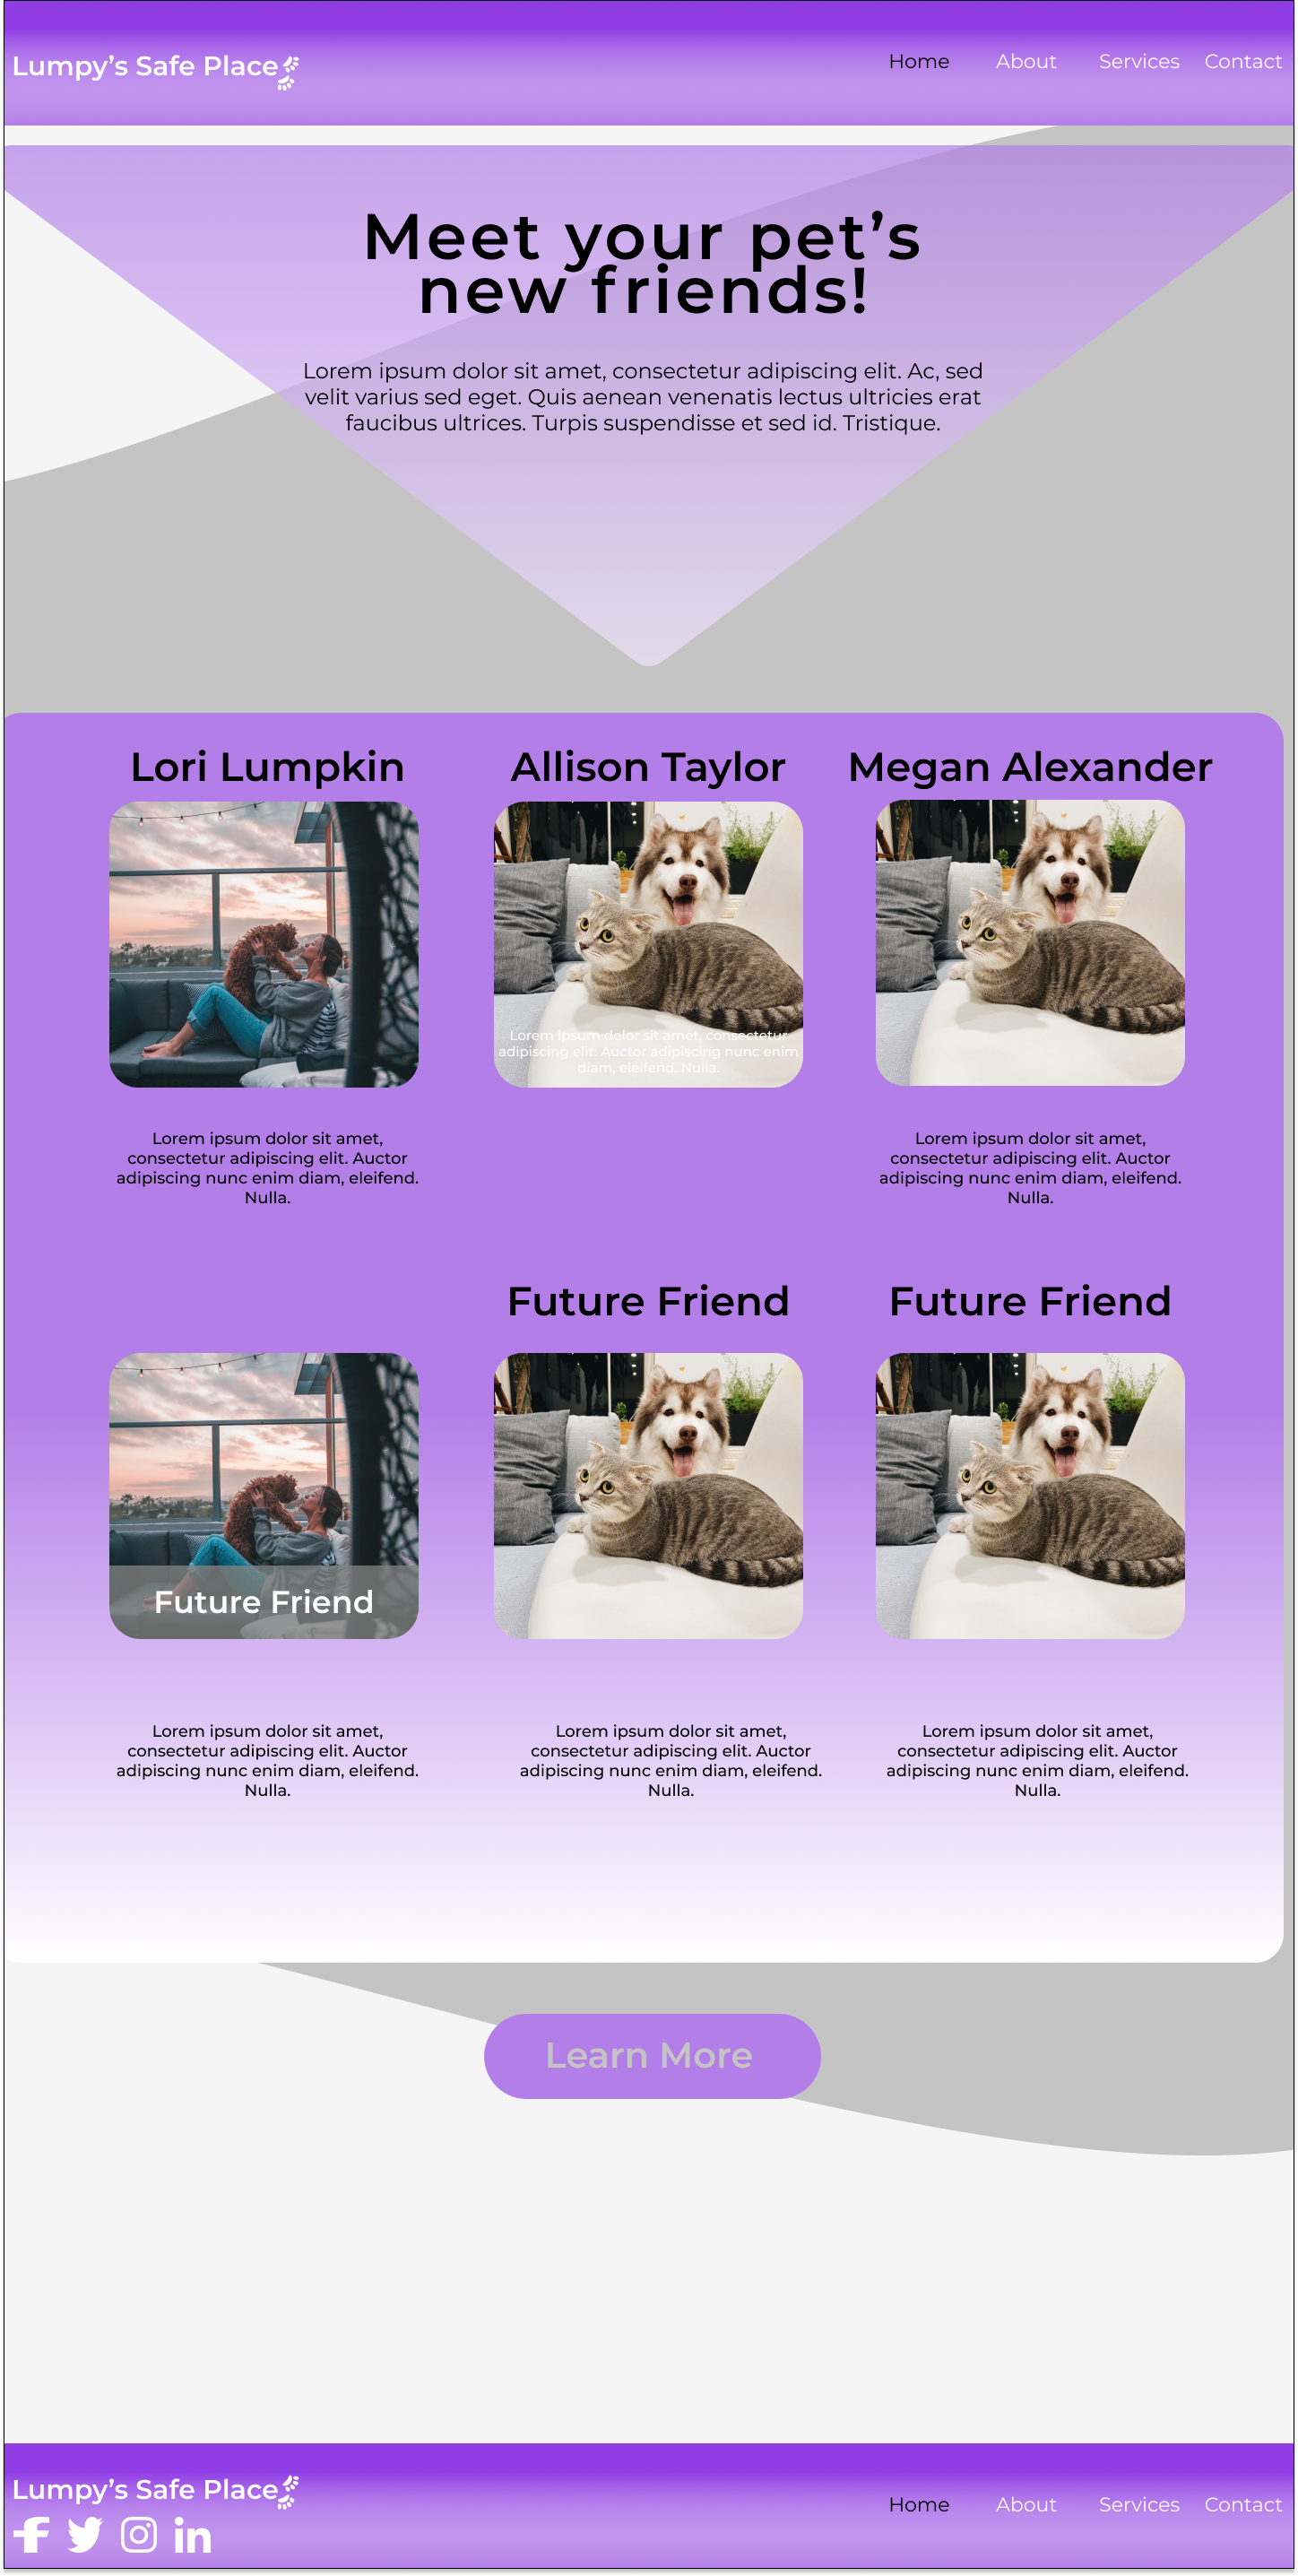 Lumpy’s Safe Place
Home About Services Contact
Meet your pet’s
new friends!
Lorem ipsum dolor sit amet, consectetur adipiscing elit. Ac, sed
velit varius sed eget. Quis aenean venenatis lectus ultricies erat
faucibus ultrices. Turpis suspendisse et sed id. Tristique.
Lori Lumpkin
Allison Taylor
Megan Alexander
Lorem ipsum dolor sit amet, consectetur
adipiscing elit. Auctor adipiscing nunc enim
diam, eleifend. Nulla.
Lorem ipsum dolor sit amet,
consectetur adipiscing elit. Auctor
adipiscing nunc enim diam, eleifend.
Nulla.
Lorem ipsum dolor sit amet,
consectetur adipiscing elit. Auctor
adipiscing nunc enim diam, eleifend.
Nulla.
Future Friend
Future Friend
Future Friend
Lorem ipsum dolor sit amet,
consectetur adipiscing elit. Auctor
adipiscing nunc enim diam, eleifend.
Nulla.
Lorem ipsum dolor sit amet,
consectetur adipiscing elit. Auctor
adipiscing nunc enim diam, eleifend.
Nulla.
Lorem ipsum dolor sit amet,
consectetur adipiscing elit. Auctor
adipiscing nunc enim diam, eleifend.
Nulla.
Learn More
Lumpy’s Safe Place
Home About Services Contact